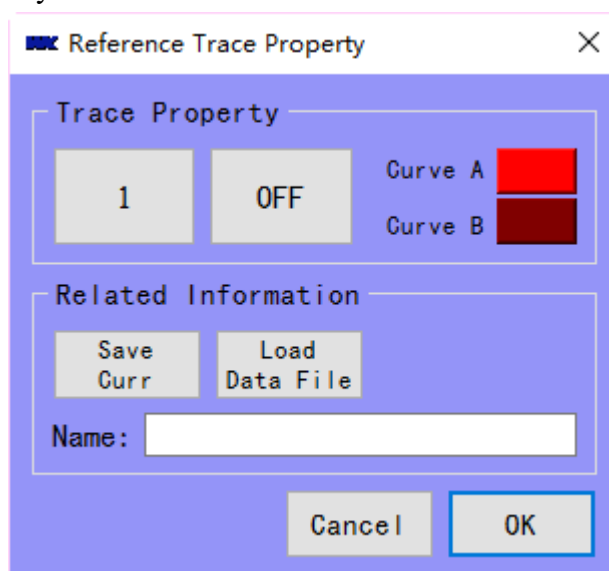 Reference Trace Property
Trace Property
1
OFF
Curve A
Curve B
Related Information
Save
Curr
Load
Data File
Name:
Cancel
OK